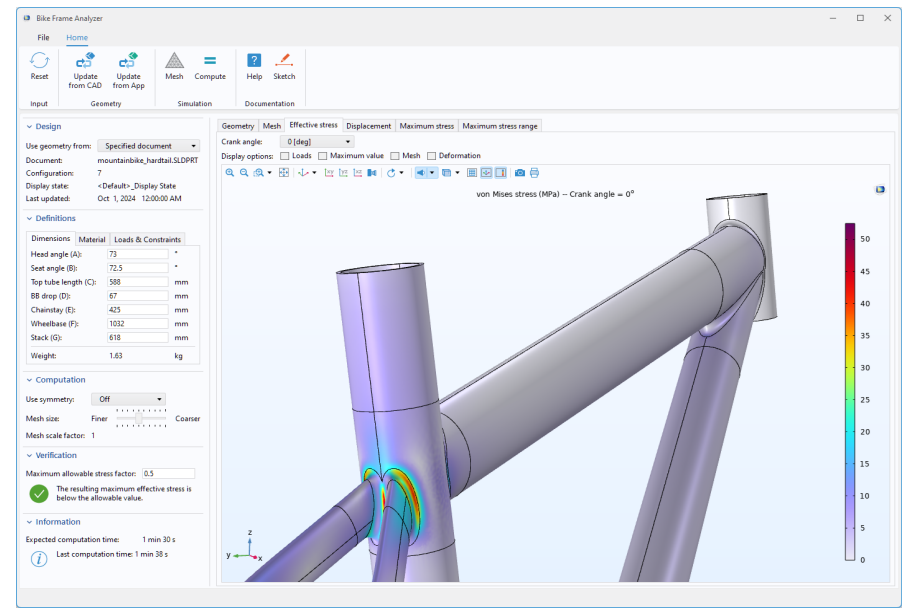 Bike Frame Analyzer
File Home
Reset Update from CAD Update from App Mesh Compute Help Sketch
Input Geometry Simulation Documentation
Design
Use geometry from: Specified document
Document: mountainbike_hardtail.SLDPRT
Configuration: 7
Display state: <Default>_Display State
Last updated: Oct 1, 2024 12:00:00 AM
Definitions
Dimensions Material Loads & Constraints
Head angle (A): 73 °
Seat angle (B): 72.5 °
Top tube length (C): 588 mm
BB drop (D): 67 mm
Chainstay (E): 425 mm
Wheelbase (F): 1032 mm
Stack (G): 618 mm
Weight: 1.63 kg
Computation
Use symmetry: Off
Mesh size: Finer Coarser
Mesh scale factor: 1
Verification
Maximum allowable stress factor: 0.5
The resulting maximum effective stress is
below the allowable value.
Information
Expected computation time: 1 min 30 s
Last computation time: 1 min 38 s
Geometry Mesh Effective stress Displacement Maximum stress Maximum stress range
Crank angle: 0 [deg]
Display options: Loads Maximum value Mesh Deformation
xy yz xz
von Mises stress (MPa) -- Crank angle = 0°
50
45
40
35
30
25
20
15
10
5
0
z
y x